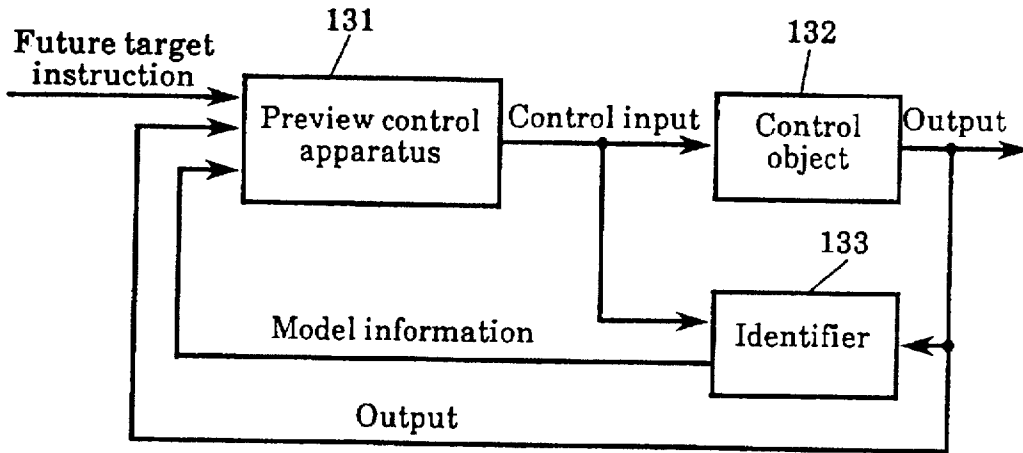 131
132
Future target
instruction
Preview control
apparatus
Control input
Control
object
Output
133
Model information
Identifier
Output